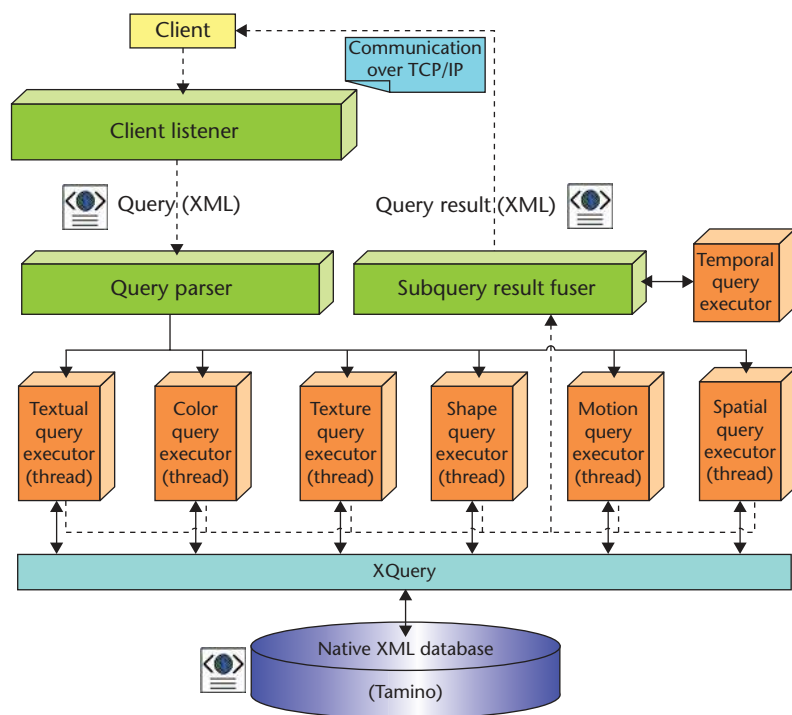 Client
Communication
over TCP/IP
Client listener
Query (XML)
Query result (XML)
Query parser
Subquery result fuser
Temporal
query
executor
Textual
query
executor
(thread)
Color
query
executor
(thread)
Texture
query
executor
(thread)
Shape
query
executor
(thread)
Motion
query
executor
(thread)
Spatial
query
executor
(thread)
XQuery
Native XML database
(Tamino)